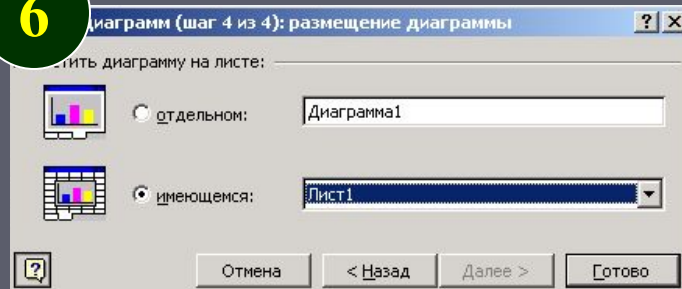 6
диаграмм (шаг 4 из 4): размещение диаграммы
диаграмму на листе:
отдельном:
Диаграмма1
имеющемся:
Лист1
Отмена
< Назад
Далее >
Готово